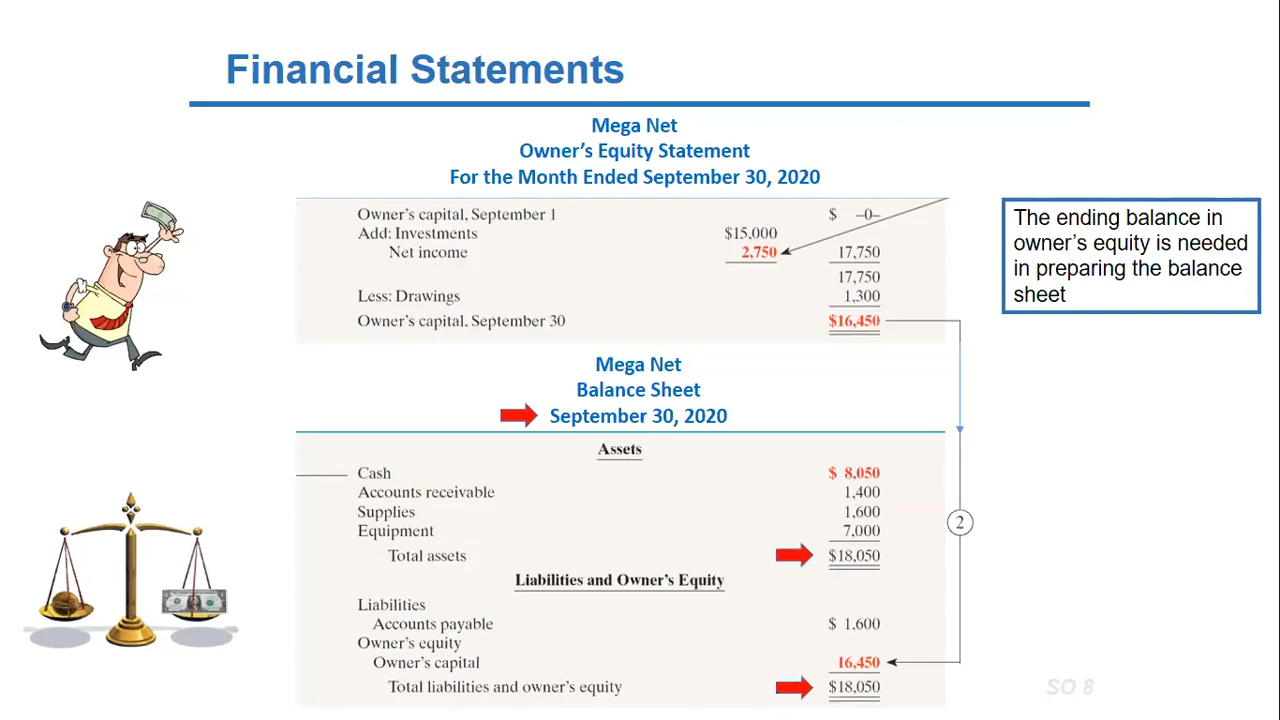 Financial Statements
Mega Net
Owner's Equity Statement
For the Month Ended September 30, 2020
Owner's capital, September 1 $ –0–
Add: Investments $15,000
Net income 2,750 17,750
17,750
Less: Drawings 1,300
Owner's capital, September 30 $16,450
The ending balance in
owner's equity is needed
in preparing the balance
sheet
Mega Net
Balance Sheet
September 30, 2020
Assets
Cash $ 8,050
Accounts receivable 1,400
Supplies 1,600
Equipment 7,000
Total assets $18,050
2
Liabilities and Owner's Equity
Liabilities
Accounts payable $ 1,600
Owner's equity
Owner's capital 16,450
Total liabilities and owner's equity $18,050
SO 8